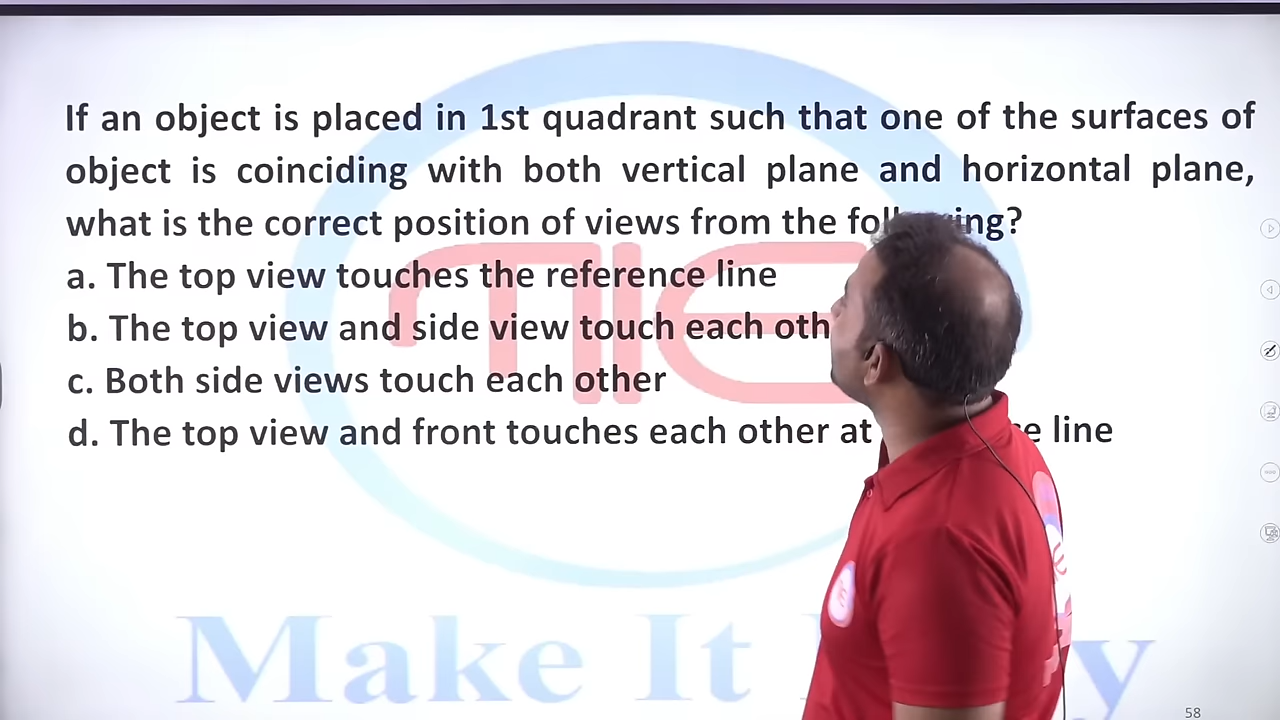 If an object is placed in 1st quadrant such that one of the surfaces of
object is coinciding with both vertical plane and horizontal plane,
what is the correct position of views from the following?
a. The top view touches the reference line
b. The top view and side view touch each
c. Both side views touch each other
d. The top view and front touches each other at line
Make It
58